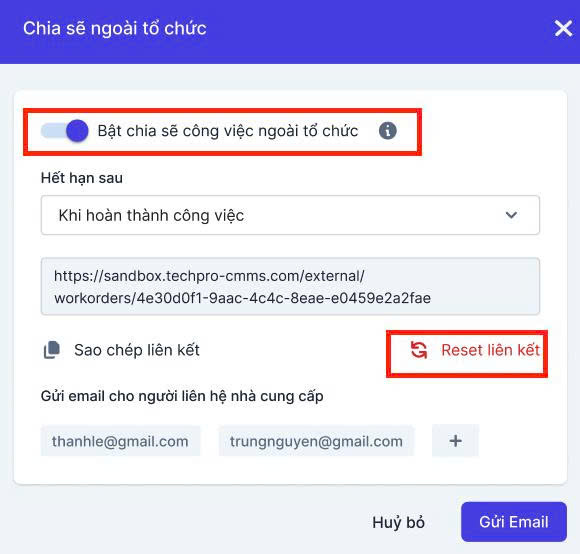 Chia sẽ ngoài tổ chức
Bật chia sẽ công việc ngoài tổ chức
Hết hạn sau
Khi hoàn thành công việc
https://sandbox.techpro-cmms.com/external/
workorders/4e30d0f1-9aac-4c4c-8eae-e0459e2a2fae
Sao chép liên kết
Reset liên kết
Gửi email cho người liên hệ nhà cung cấp
thanhle@gmail.com
trungnguyen@gmail.com
+
Huỷ bỏ
Gửi Email